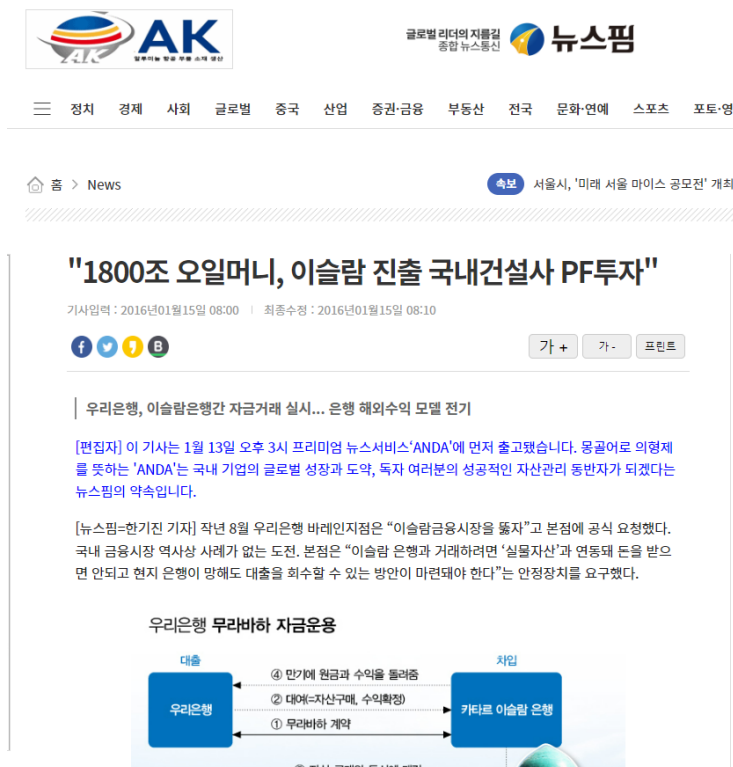 AK
AK
알루미늄 항공 부품 소재 생산
글로벌 리더의 지름길
종합 뉴스통신
뉴스핌
정치 경제 사회 글로벌 중국 산업 증권·금융 부동산 전국 문화·연예 스포츠 포토·영
홈 > News
속보 서울시, '미래 서울 마이스 공모전' 개최
"1800조 오일머니, 이슬람 진출 국내건설사 PF투자"
기사입력 : 2016년01월15일 08:00 최종수정 : 2016년01월15일 08:10
가 + 가 - 프린트
우리은행, 이슬람은행간 자금거래 실시... 은행 해외수익 모델 전기
[편집자] 이 기사는 1월 13일 오후 3시 프리미엄 뉴스서비스‘ANDA'에 먼저 출고됐습니다. 몽골어로 의형제
를 뜻하는 'ANDA'는 국내 기업의 글로벌 성장과 도약, 독자 여러분의 성공적인 자산관리 동반자가 되겠다는
뉴스핌의 약속입니다.
[뉴스핌=한기진 기자] 작년 8월 우리은행 바레인지점은 “이슬람금융시장을 뚫자”고 본점에 공식 요청했다.
국내 금융시장 역사상 사례가 없는 도전. 본점은 “이슬람 은행과 거래하려면 ‘실물자산’과 연동돼 돈을 받으
면 안되고 현지 은행이 망해도 대출을 회수할 수 있는 방안이 마련돼야 한다”는 안정장치를 요구했다.
우리은행 무라바하 자금운용
대출 차입
④ 만기에 원금과 수익을 돌려줌
② 대여(=자산구매, 수익확정)
우리은행 카타르 이슬람 은행
① 무라바하 계약